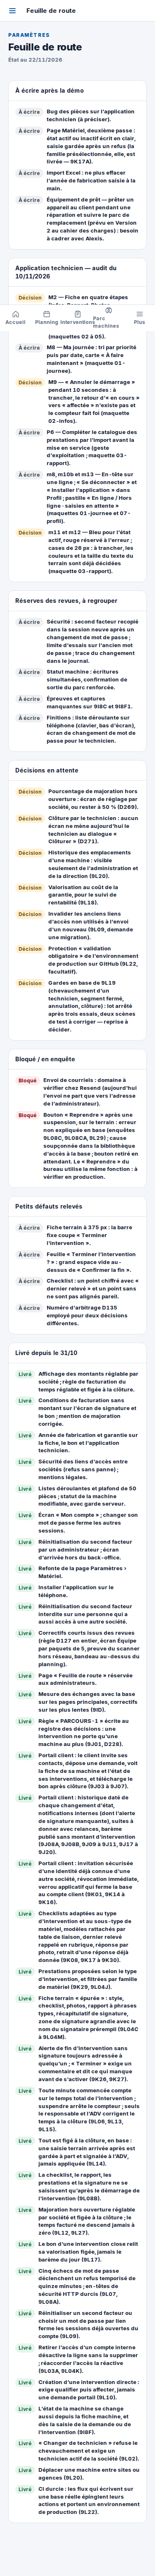 Feuille de route
PARAMÈTRES
Feuille de route
État au 22/11/2026
À écrire après la démo
À écrire
Bug des pièces sur l'application
technicien (à préciser).
À écrire
Page Matériel, deuxième passe :
état actif ou inactif écrit en clair,
saisie gardée après un refus (la
famille présélectionnée, elle, est
livrée — 9K17A).
À écrire
Import Excel : ne plus effacer
l'année de fabrication saisie à la
main.
À écrire
Équipement de prêt — prêter un
appareil au client pendant une
réparation et suivre le parc de
remplacement (prévu en Version
2 au cahier des charges) : besoin
à cadrer avec Alexis.
Application technicien — audit du
10/11/2026
Décision
M2 — Fiche en quatre étapes
Accueil
Planning
Interventions
Parc
machines
Plus
(maquettes 02 à 05).
À écrire
M8 — Ma journée : tri par priorité
puis par date, carte « À faire
maintenant » (maquette 01-
journee).
Décision
M9 — « Annuler le démarrage »
pendant 10 secondes : à
trancher, le retour d'« en cours »
vers « affectée » n'existe pas et
le compteur fait foi (maquette
02-infos).
À écrire
P6 — Compléter le catalogue des
prestations par l'import avant la
mise en service (geste
d'exploitation ; maquette 03-
rapport).
À écrire
m8, m10b et m13 — En-tête sur
une ligne ; « Se déconnecter » et
« Installer l'application » dans
Profil ; pastille « En ligne / Hors
ligne · saisies en attente »
(maquettes 01-journee et 07-
profil).
Décision
m11 et m12 — Bleu pour l'état
actif, rouge réservé à l'erreur ;
cases de 26 px : à trancher, les
couleurs et la taille du texte du
terrain sont déjà décidées
(maquette 03-rapport).
Réserves des revues, à regrouper
À écrire
Sécurité : second facteur recopié
dans la session neuve après un
changement de mot de passe ;
limite d'essais sur l'ancien mot
de passe ; trace du changement
dans le journal.
À écrire
Statut machine : écritures
simultanées, confirmation de
sortie du parc renforcée.
À écrire
Épreuves et captures
manquantes sur 9I8C et 9I8F1.
À écrire
Finitions : liste déroulante sur
téléphone (clavier, bas d'écran),
écran de changement de mot de
passe pour le technicien.
Décisions en attente
Décision
Pourcentage de majoration hors
ouverture : écran de réglage par
société, ou rester à 50 % (D269).
Décision
Clôture par le technicien : aucun
écran ne mène aujourd'hui le
technicien au dialogue «
Clôturer » (D271).
Décision
Historique des emplacements
d'une machine : visible
seulement de l'administration et
de la direction (9L20).
Décision
Valorisation au coût de la
garantie, pour le suivi de
rentabilité (9L18).
Décision
Invalider les anciens liens
d'accès non utilisés à l'envoi
d'un nouveau (9L09, demande
une migration).
Décision
Protection « validation
obligatoire » de l'environnement
de production sur GitHub (9L22,
facultatif).
Décision
Gardes en base de 9L19
(chevauchement d'un
technicien, segment fermé,
annulation, clôture) : lot arrêté
après trois essais, deux scènes
de test à corriger — reprise à
décider.
Bloqué / en enquête
Bloqué
Envoi de courriels : domaine à
vérifier chez Resend (aujourd'hui
l'envoi ne part que vers l'adresse
de l'administrateur).
Bloqué
Bouton « Reprendre » après une
suspension, sur le terrain : erreur
non expliquée en base (enquêtes
9L08C, 9L08CA, 9L29) ; cause
soupçonnée dans la bibliothèque
d'accès à la base ; bouton retiré en
attendant. Le « Reprendre » du
bureau utilise la même fonction : à
vérifier en production.
Petits défauts relevés
À écrire
Fiche terrain à 375 px : la barre
fixe coupe « Terminer
l'intervention ».
À écrire
Feuille « Terminer l'intervention
? » : grand espace vide au-
dessus de « Confirmer la fin ».
À écrire
Checklist : un point chiffré avec «
dernier relevé » et un point sans
ne sont pas alignés pareil.
À écrire
Numéro d'arbitrage D135
employé pour deux décisions
différentes.
Livré depuis le 31/10
Livré
Affichage des montants réglable par
société ; règle de facturation du
temps réglable et figée à la clôture.
Livré
Conditions de facturation sans
montant sur l'écran de signature et
le bon ; mention de majoration
corrigée.
Livré
Année de fabrication et garantie sur
la fiche, le bon et l'application
technicien.
Livré
Sécurité des liens d'accès entre
sociétés (refus sans panne) ;
mentions légales.
Livré
Listes déroulantes et plafond de 50
pièces ; statut de la machine
modifiable, avec garde serveur.
Livré
Écran « Mon compte » ; changer son
mot de passe ferme les autres
sessions.
Livré
Réinitialisation du second facteur
par un administrateur ; écran
d'arrivée hors du back-office.
Livré
Refonte de la page Paramètres ›
Matériel.
Livré
Installer l'application sur le
téléphone.
Livré
Réinitialisation du second facteur
interdite sur une personne qui a
aussi accès à une autre société.
Livré
Correctifs courts issus des revues
(règle D127 en entier, écran Équipe
par paquets de 5, preuve du scanner
hors réseau, bandeau au-dessus du
planning).
Livré
Page « Feuille de route » réservée
aux administrateurs.
Livré
Mesure des échanges avec la base
sur les pages principales, correctifs
sur les plus lentes (9ID).
Livré
Règle « PARCOURS-1 » écrite au
registre des décisions : une
intervention ne porte qu'une
machine au plus (9J01, D126).
Livré
Portail client : le client invite ses
contacts, dépose une demande, voit
la fiche de sa machine et l'état de
ses interventions, et télécharge le
bon après clôture (9J03 à 9J07).
Livré
Portail client : historique daté de
chaque changement d'état,
notifications internes (dont l'alerte
de signature manquante), suites à
donner avec relances, barème
publié sans montant d'intervention
(9J08A, 9J08B, 9J09 à 9J11, 9J17 à
9J20).
Livré
Portail client : invitation sécurisée
d'une identité déjà connue d'une
autre société, révocation immédiate,
verrou applicatif qui ferme la base
au compte client (9K01, 9K14 à
9K16).
Livré
Checklists adaptées au type
d'intervention et au sous-type de
matériel, modèles rattachés par
table de liaison, dernier relevé
rappelé en rubrique, réponse par
photo, retrait d'une réponse déjà
donnée (9K08, 9K17 à 9K30).
Livré
Prestations proposées selon le type
d'intervention, et filtrées par famille
de matériel (9K29, 9L04J).
Livré
Fiche terrain « épurée » : style,
checklist, photos, rapport à phrases
types, récapitulatif de signature,
zone de signature agrandie avec le
nom du signataire prérempli (9L04C
à 9L04M).
Livré
Alerte de fin d'intervention sans
signature toujours adressée à
quelqu'un ; « Terminer » exige un
commentaire et dit ce qui manque
avant de s'activer (9K26, 9K27).
Livré
Toute minute commencée compte
sur le temps total de l'intervention ;
suspendre arrête le compteur ; seuls
le responsable et l'ADV corrigent le
temps à la clôture (9L06, 9L13,
9L15).
Livré
Tout est figé à la clôture, en base :
une saisie terrain arrivée après est
gardée à part et signalée à l'ADV,
jamais appliquée (9L14).
Livré
La checklist, le rapport, les
prestations et la signature ne se
saisissent qu'après le démarrage de
l'intervention (9L08B).
Livré
Majoration hors ouverture réglable
par société et figée à la clôture ; le
temps facturé ne descend jamais à
zéro (9L12, 9L27).
Livré
Le bon d'une intervention close relit
sa valorisation figée, jamais le
barème du jour (9L17).
Livré
Cinq échecs de mot de passe
déclenchent un refus temporisé de
quinze minutes ; en-têtes de
sécurité HTTP durcis (9L07,
9L08A).
Livré
Réinitialiser un second facteur ou
choisir un mot de passe par lien
ferme les sessions déjà ouvertes du
compte (9L09).
Livré
Retirer l'accès d'un compte interne
désactive la ligne sans la supprimer
; réaccorder l'accès la réactive
(9L03A, 9L04K).
Livré
Création d'une intervention directe :
exige qualifier puis affecter, jamais
une demande portail (9L10).
Livré
L'état de la machine se change
aussi depuis la fiche machine, et
dès la saisie de la demande ou de
l'intervention (9I8F).
Livré
« Changer de technicien » refuse le
chevauchement et exige un
technicien actif de la société (9L02).
Livré
Déplacer une machine entre sites ou
agences (9L20).
Livré
CI durcie : les flux qui écrivent sur
une base réelle épinglent leurs
actions et portent un environnement
de production (9L22).